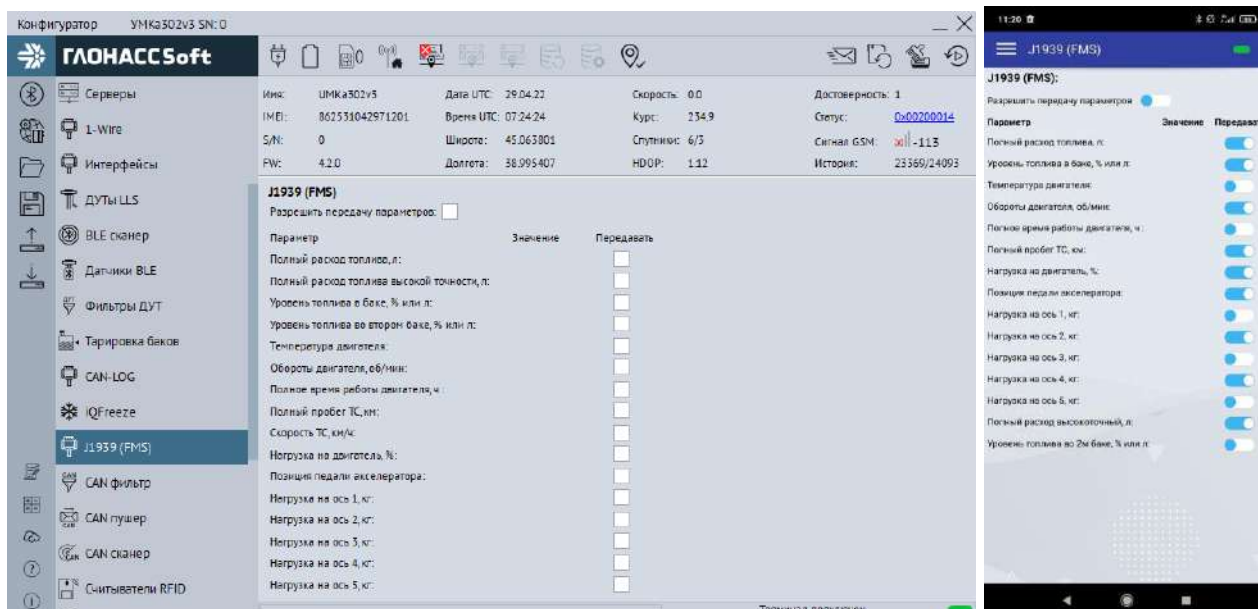 Конфигуратор УМКа302v3 SN: 0
ГЛОНАССSoft
Серверы
1-Wire
Интерфейсы
ДУТы LLS
BLE сканер
Датчики BLE
Фильтры ДУТ
Тарировка баков
CAN-LOG
iQFreeze
J1939 (FMS)
CAN фильтр
CAN пушер
CAN сканер
Считыватели RFID
Имя: UMKa302v3 Дата UTC: 29.04.22 Скорость: 0.0 Достоверность: 1
IMEI: 862531042971201 Время UTC: 07:24:24 Курс: 234.9 Статус: 0x00200014
S/N: 0 Широта: 45.063801 Спутники: 6/3 Сигнал GSM: -113
FW: 4.2.0 Долгота: 38.995407 HDOP: 1.12 История: 23369/24093
J1939 (FMS)
Разрешить передачу параметров:
Параметр Значение Передавать
Полный расход топлива, л:
Полный расход топлива высокой точности, л:
Уровень топлива в баке, % или л:
Уровень топлива во втором баке, % или л:
Температура двигателя:
Обороты двигателя, об/мин:
Полное время работы двигателя, ч :
Полный пробег ТС, км:
Скорость ТС, км/ч:
Нагрузка на двигатель, %:
Позиция педали акселератора:
Нагрузка на ось 1, кг:
Нагрузка на ось 2, кг:
Нагрузка на ось 3, кг:
Нагрузка на ось 4, кг:
Нагрузка на ось 5, кг:
11:20
J1939 (FMS)
J1939 (FMS):
Разрешить передачу параметров
Параметр Значение Передават
Полный расход топлива, л:
Уровень топлива в баке, % или л:
Температура двигателя:
Обороты двигателя, об/мин:
Полное время работы двигателя, ч :
Полный пробег ТС, км:
Нагрузка на двигатель, %:
Позиция педали акселератора:
Нагрузка на ось 1, кг:
Нагрузка на ось 2, кг:
Нагрузка на ось 3, кг:
Нагрузка на ось 4, кг:
Нагрузка на ось 5, кг:
Полный расход высокоточный, л:
Уровень топлива во 2м баке, % или л: